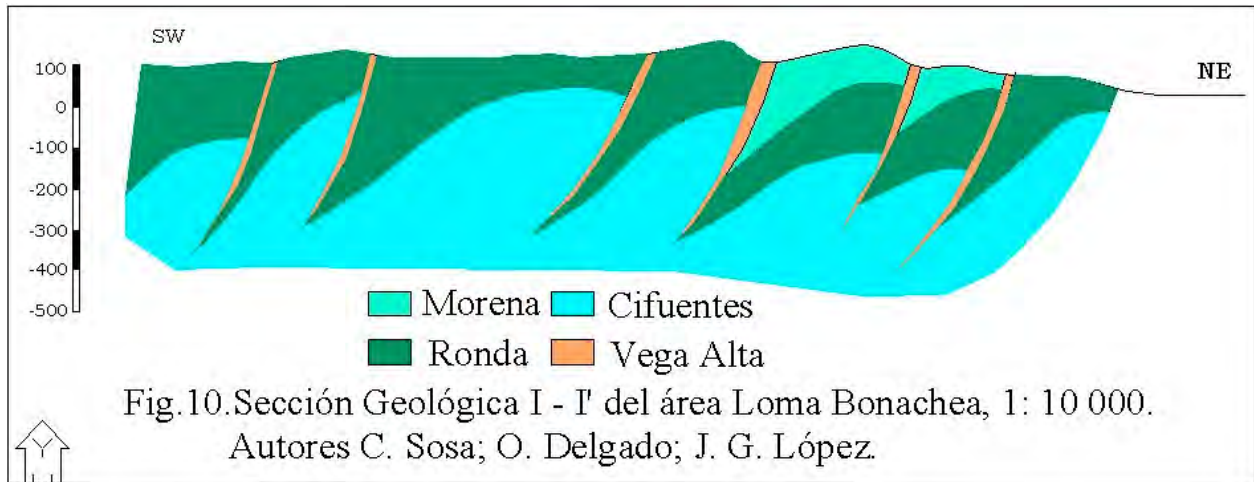 SW
NE
100
0
-100
-200
-300
-400
-500
Morena Cifuentes
Ronda Vega Alta
Fig.10.Sección Geológica I - I' del área Loma Bonachea, 1: 10 000.
Autores C. Sosa; O. Delgado; J. G. López.